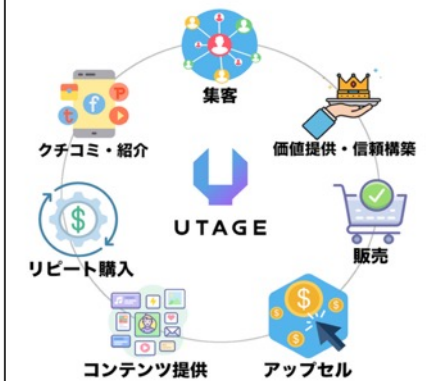 集客
クチコミ・紹介
価値提供・信頼構築
UTAGE
リピート購入
販売
コンテンツ提供
アップセル